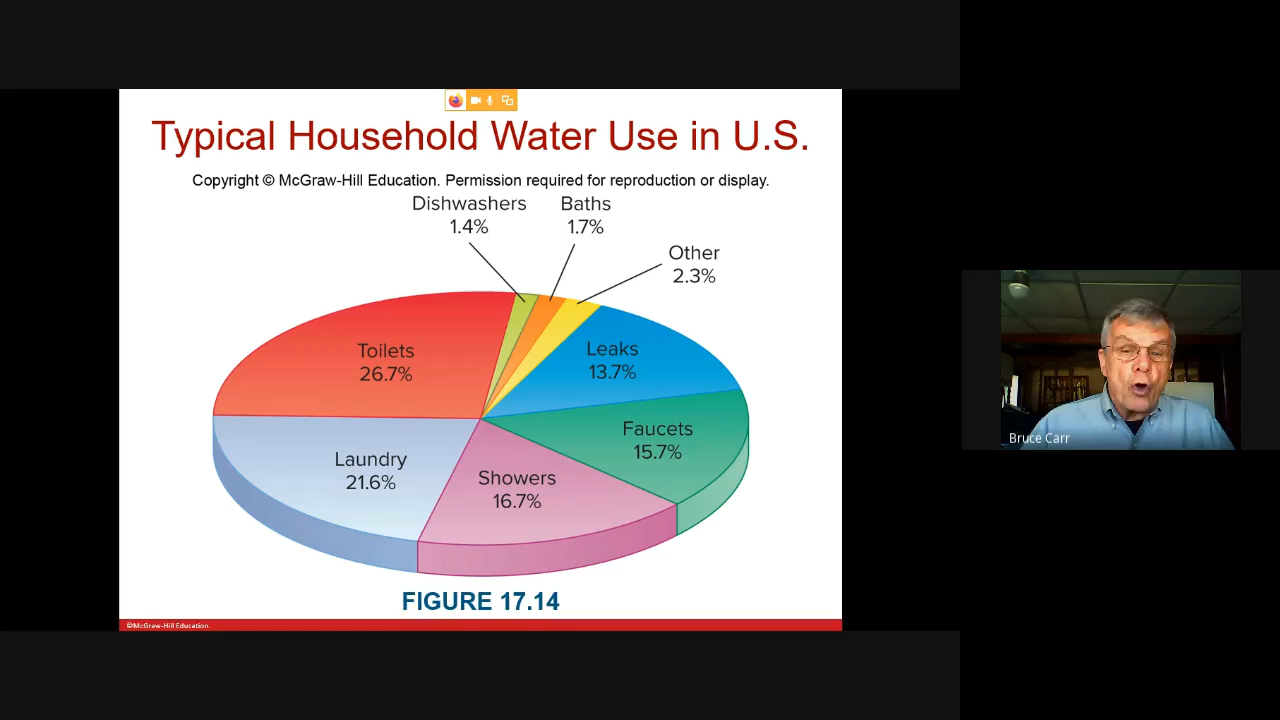 Typical Household Water Use in U.S.
Copyright © McGraw-Hill Education. Permission required for reproduction or display.
Dishwashers
1.4%
Baths
1.7%
Other
2.3%
Toilets
26.7%
Leaks
13.7%
Faucets
15.7%
Laundry
21.6%
Showers
16.7%
FIGURE 17.14
©McGraw-Hill Education.
Bruce Carr